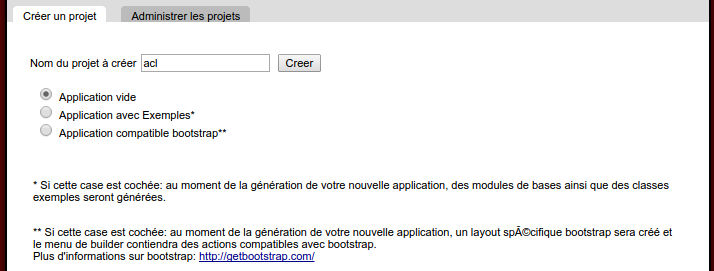 Créer un projet
Administrer les projets
Nom du projet à créer acl Creer
Application vide
Application avec Exemples*
Application compatible bootstrap**
* Si cette case est cochée: au moment de la génération de votre nouvelle application, des modules de bases ainsi que des classes
exemples seront générées.
** Si cette case est cochée: au moment de la génération de votre nouvelle application, un layout spÃ©cifique bootstrap sera créé et
le menu de builder contiendra des actions compatibles avec bootstrap.
Plus d'informations sur bootstrap: http://getbootstrap.com/